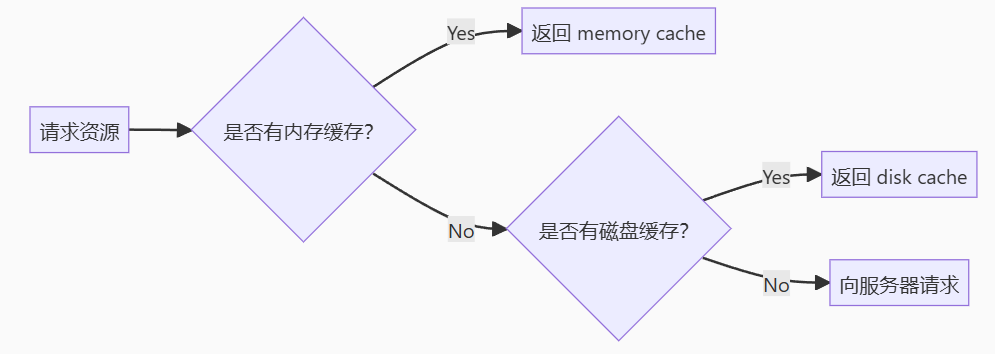 请求资源
是否有内存缓存?
Yes
返回 memory cache
No
是否有磁盘缓存?
Yes
返回 disk cache
No
向服务器请求